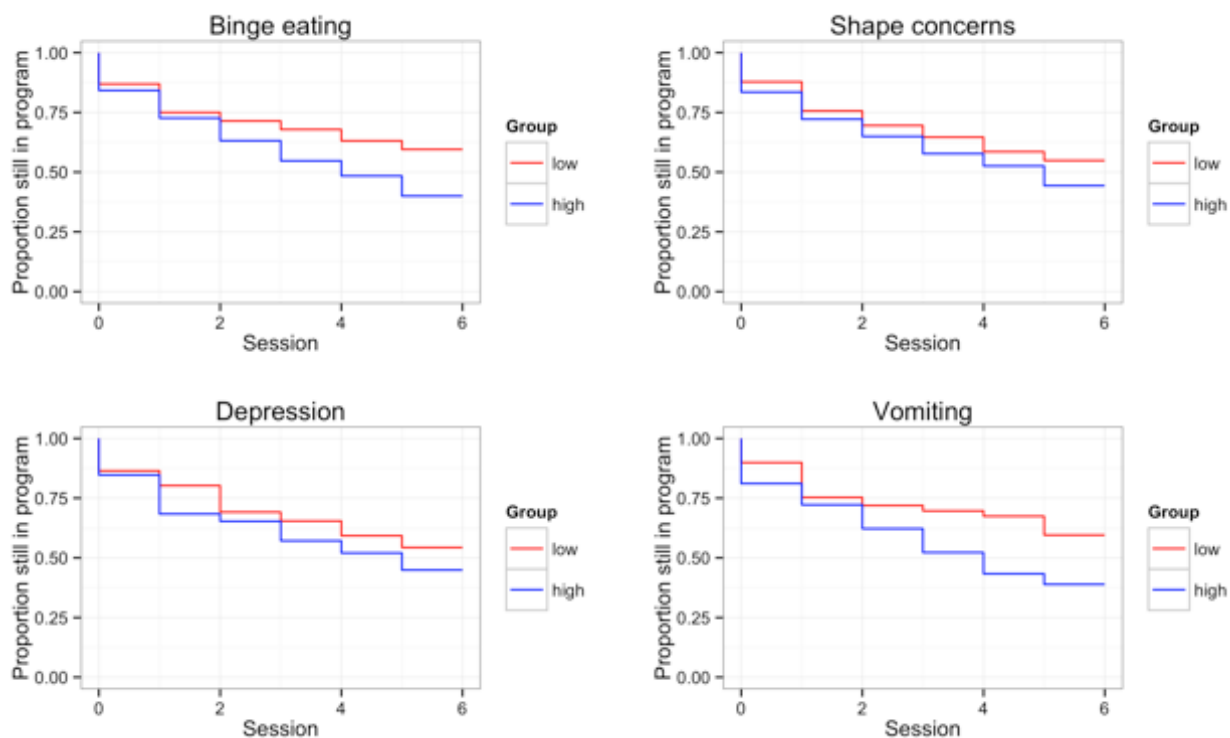 Binge eating
Proportion still in program
1.00
0.75
0.50
0.25
0.00
0
2
4
6
Session
Group
low
high
Shape concerns
Proportion still in program
1.00
0.75
0.50
0.25
0.00
0
2
4
6
Session
Group
low
high
Depression
Proportion still in program
1.00
0.75
0.50
0.25
0.00
0
2
4
6
Session
Group
low
high
Vomiting
Proportion still in program
1.00
0.75
0.50
0.25
0.00
0
2
4
6
Session
Group
low
high